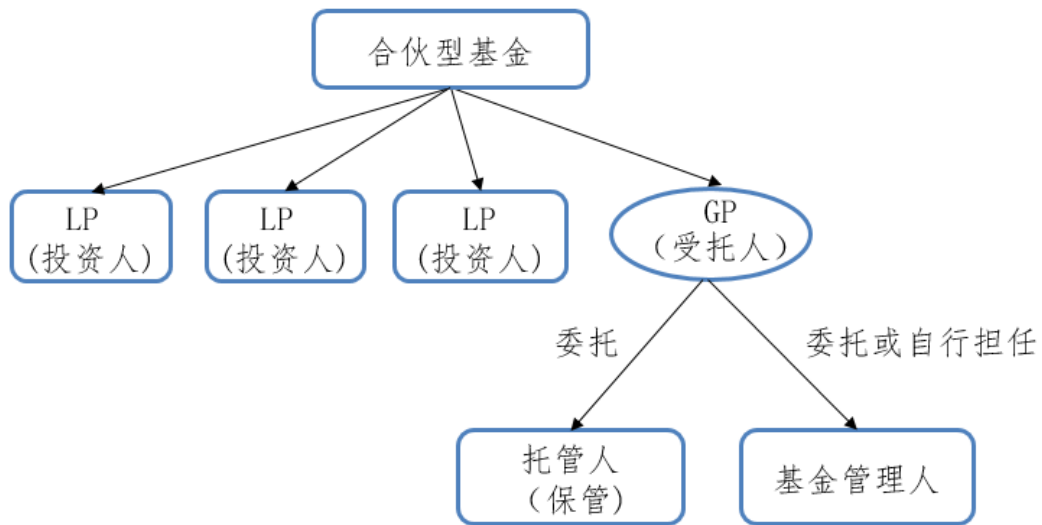 合伙型基金
LP
(投资人)
LP
(投资人)
LP
(投资人)
GP
（受托人）
委托
委托或自行担任
托管人
（保管）
基金管理人